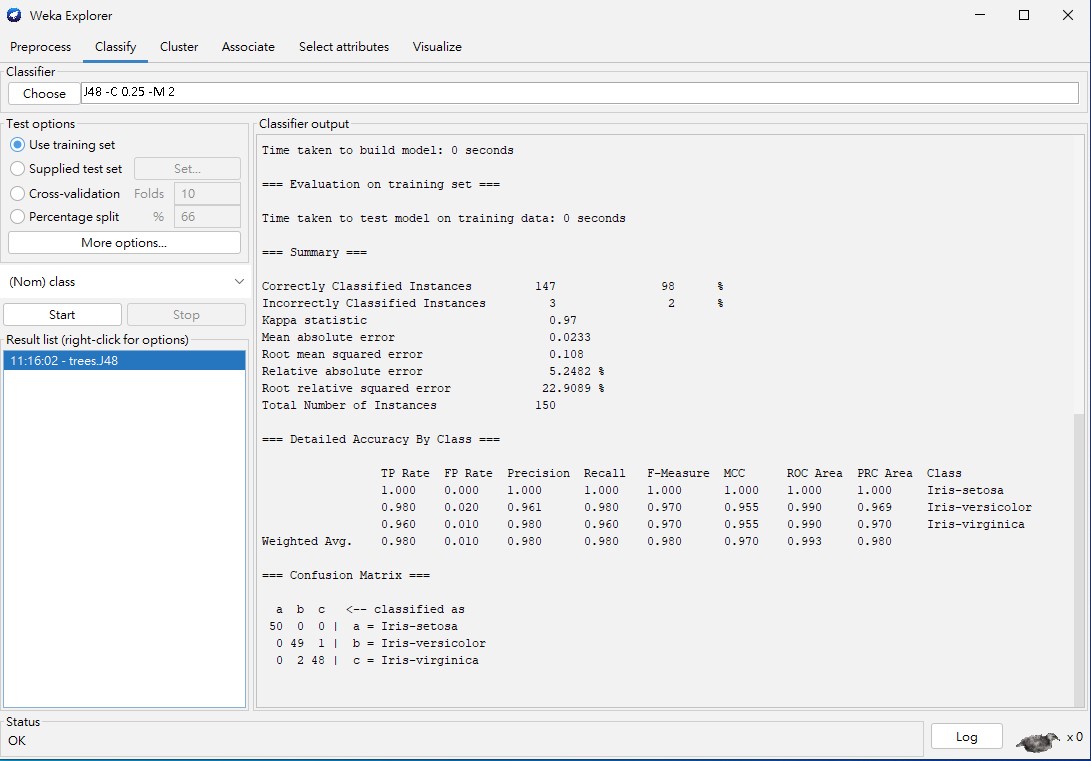 Weka Explorer
Preprocess Classify Cluster Associate Select attributes Visualize
Classifier
Choose J48 -C 0.25 -M 2
Test options
Use training set
Supplied test set Set...
Cross-validation Folds 10
Percentage split % 66
More options...
(Nom) class
Start Stop
Result list (right-click for options)
11:16:02 - trees.J48
Classifier output
Time taken to build model: 0 seconds
=== Evaluation on training set ===
Time taken to test model on training data: 0 seconds
=== Summary ===
Correctly Classified Instances 147 98 %
Incorrectly Classified Instances 3 2 %
Kappa statistic 0.97
Mean absolute error 0.0233
Root mean squared error 0.108
Relative absolute error 5.2482 %
Root relative squared error 22.9089 %
Total Number of Instances 150
=== Detailed Accuracy By Class ===
TP Rate FP Rate Precision Recall F-Measure MCC ROC Area PRC Area Class
1.000 0.000 1.000 1.000 1.000 1.000 1.000 1.000 Iris-setosa
0.980 0.020 0.961 0.980 0.970 0.955 0.990 0.969 Iris-versicolor
0.960 0.010 0.980 0.960 0.970 0.955 0.990 0.970 Iris-virginica
Weighted Avg. 0.980 0.010 0.980 0.980 0.980 0.970 0.993 0.980
=== Confusion Matrix ===
a b c <-- classified as
50 0 0 | a = Iris-setosa
0 49 1 | b = Iris-versicolor
0 2 48 | c = Iris-virginica
Status
OK
Log
x 0